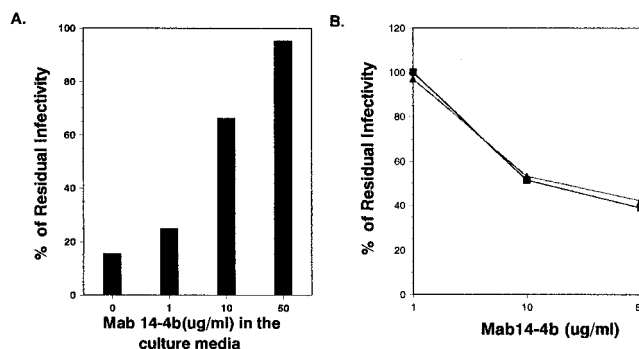 A.
% of Residual Infectivity
100
80
60
40
20
0
0 1 10 50
Mab 14-4b(ug/ml) in the
culture media
B.
% of Residual Infectivity
120
100
80
60
40
20
0
1 10 5
Mab14-4b (ug/ml)